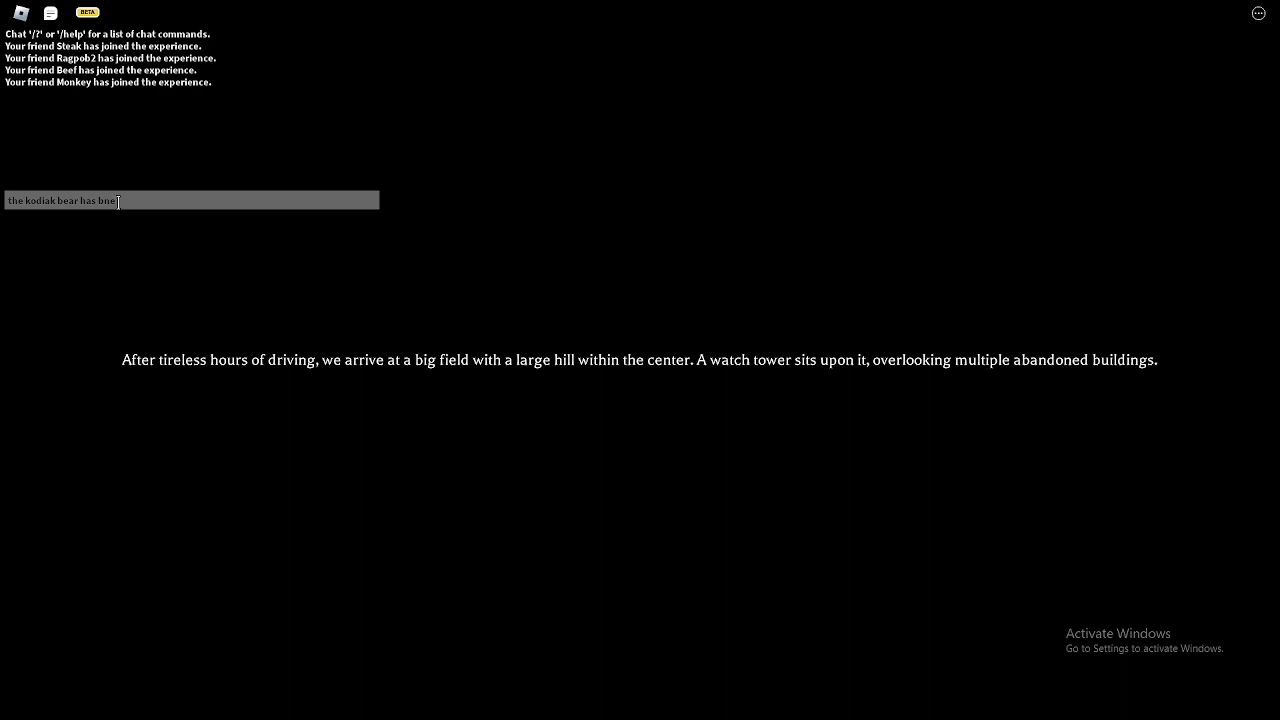 BETA
Chat '/?' or '/help' for a list of chat commands.
Your friend Steak has joined the experience.
Your friend Ragpob2 has joined the experience.
Your friend Beef has joined the experience.
Your friend Monkey has joined the experience.
the kodiak bear has bne
After tireless hours of driving, we arrive at a big field with a large hill within the center. A watch tower sits upon it, overlooking multiple abandoned buildings.
Activate Windows
Go to Settings to activate Windows.